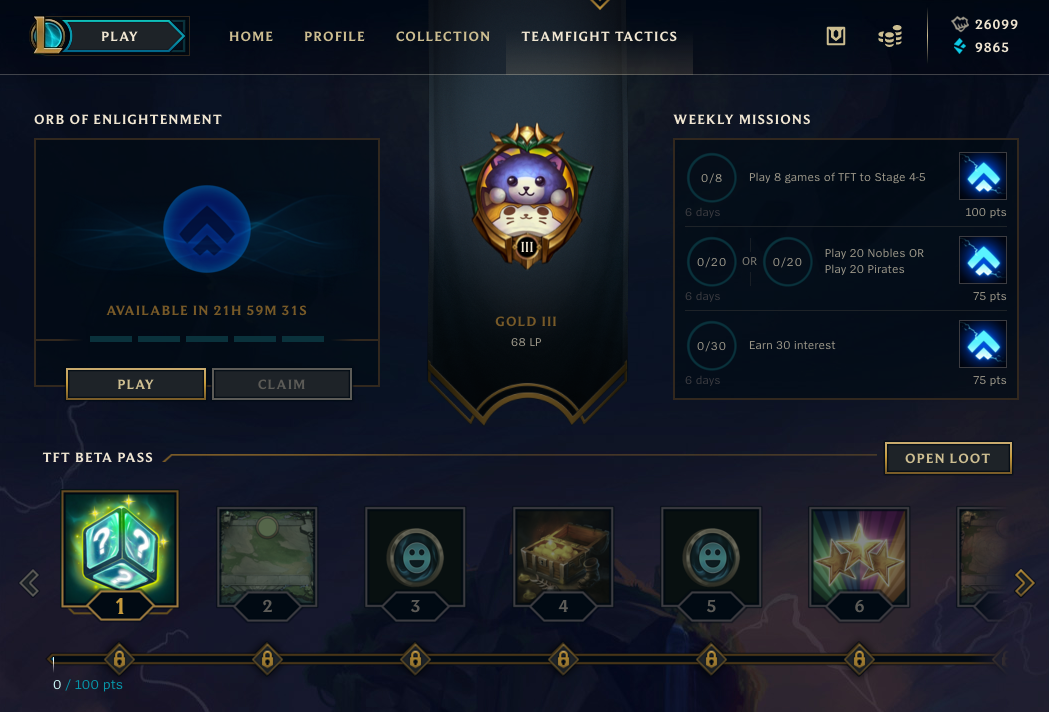 PLAY
HOME
PROFILE
COLLECTION
TEAMFIGHT TACTICS
26099
9865
ORB OF ENLIGHTENMENT
AVAILABLE IN 21H 59M 31S
PLAY
CLAIM
III
GOLD III
68 LP
WEEKLY MISSIONS
0/8
Play 8 games of TFT to Stage 4-5
6 days
100 pts
0/20
OR
0/20
Play 20 Nobles OR
Play 20 Pirates
6 days
75 pts
0/30
Earn 30 interest
6 days
75 pts
TFT BETA PASS
OPEN LOOT
? ? ?
1
2
3
4
5
6
0 / 100 pts